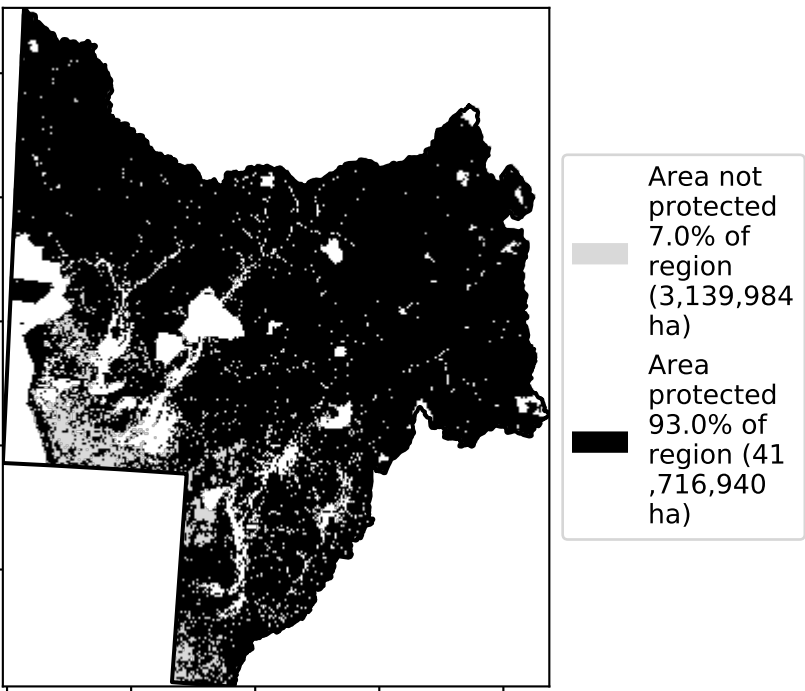 Area not
protected
7.0% of
region
(3,139,984
ha)
Area
protected
93.0% of
region (41
,716,940
ha)